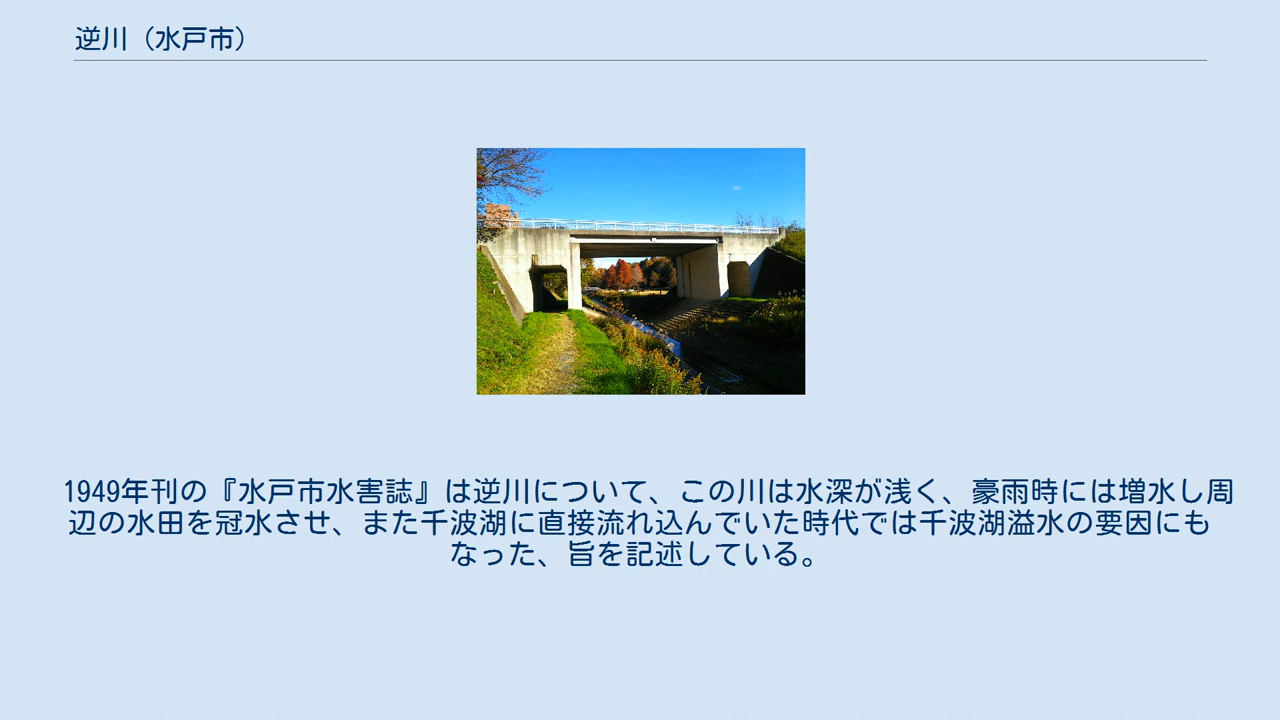 逆川（水戸市）
1949年刊の『水戸市水害誌』は逆川について、この川は水深が浅く、豪雨時には増水し周
辺の水田を冠水させ、また千波湖に直接流れ込んでいた時代では千波湖溢水の要因にも
なった、旨を記述している。